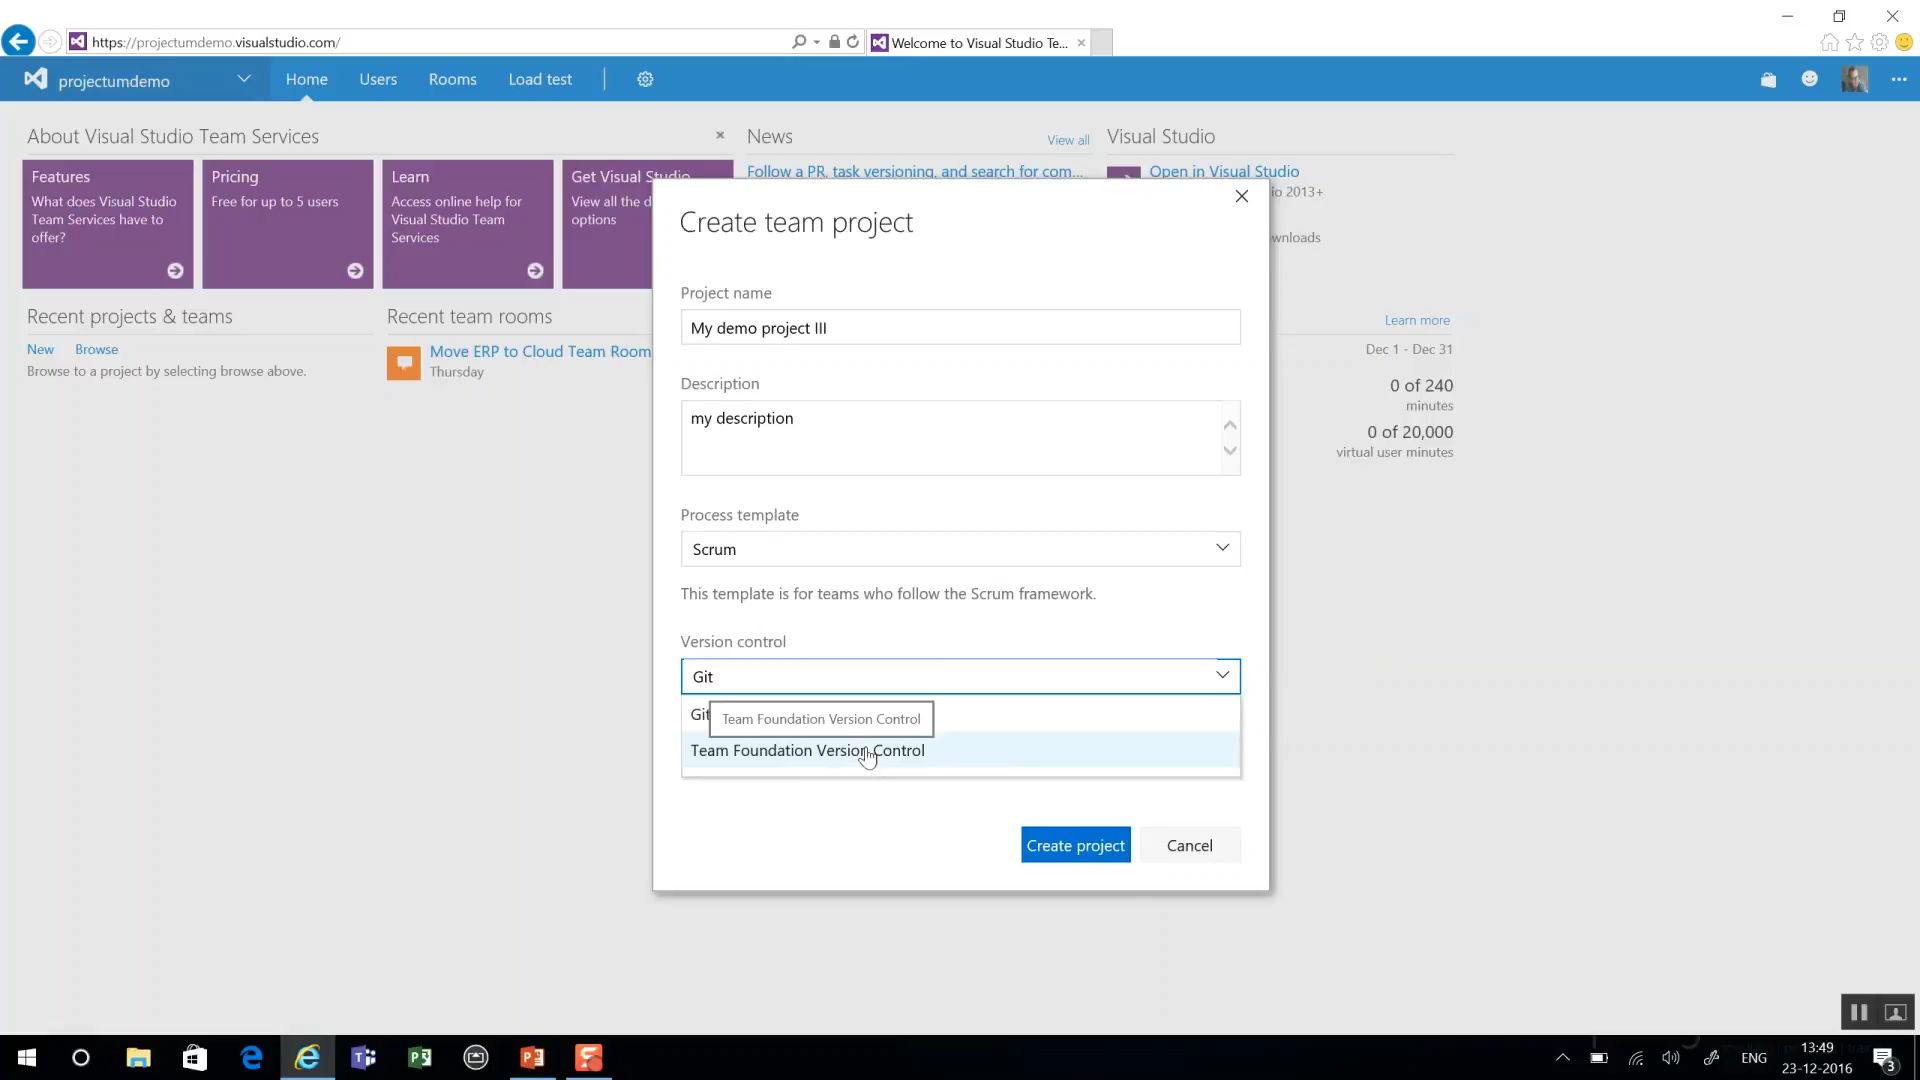 https://projectumdemo.visualstudio.com/
Welcome to Visual Studio Te...
projectumdemo
Home
Users
Rooms
Load test
About Visual Studio Team Services
News
View all
Visual Studio
Features
What does Visual Studio
Team Services have to
offer?
Pricing
Free for up to 5 users
Learn
Access online help for
Visual Studio Team
Services
Get Visual Studio
View all the d
options
Follow a PR, task versioning, and search for com...
Open in Visual Studio
io 2013+
wnloads
Recent projects & teams
New
Browse
Browse to a project by selecting browse above.
Recent team rooms
Move ERP to Cloud Team Room
Thursday
Learn more
Dec 1 - Dec 31
0 of 240
minutes
0 of 20,000
virtual user minutes
Create team project
Project name
My demo project III
Description
my description
Process template
Scrum
This template is for teams who follow the Scrum framework.
Version control
Git
Git
Team Foundation Version Control
Team Foundation Version Control
Create project
Cancel
ENG
13:49
23-12-2016
3